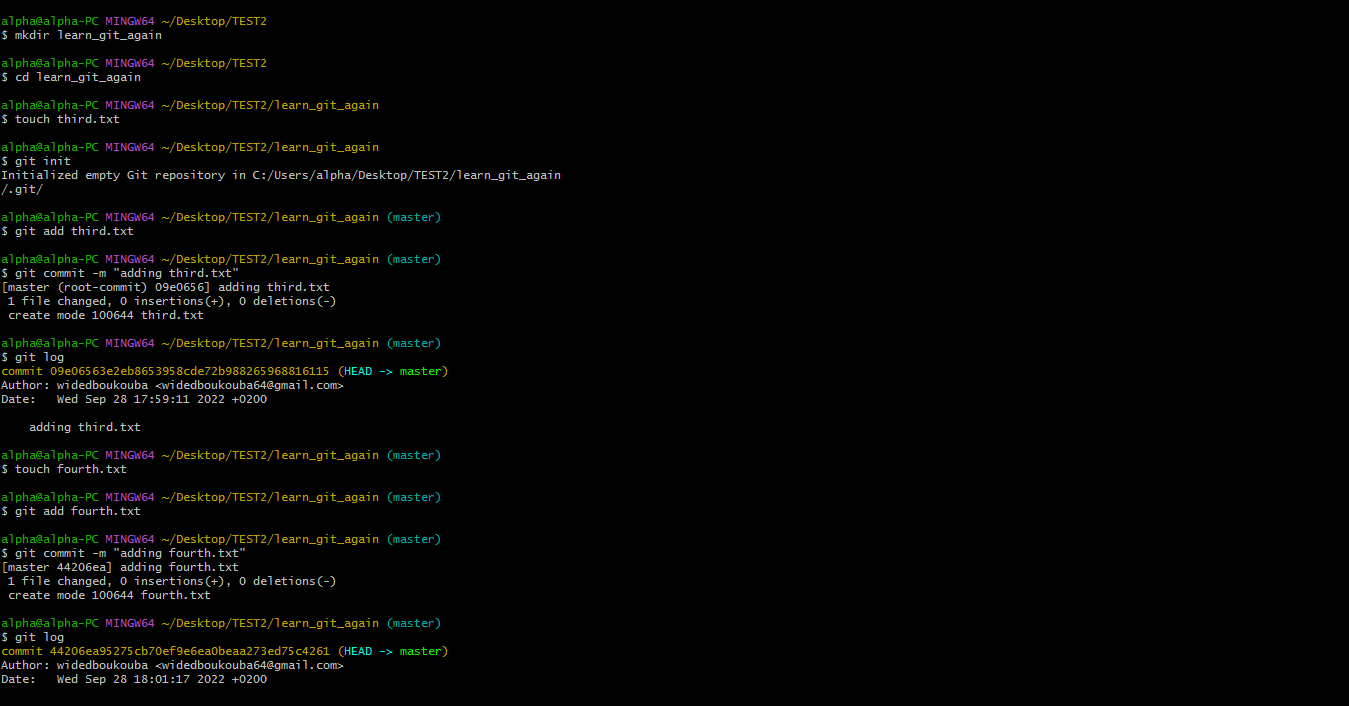 alpha@alpha-PC MINGW64 ~/Desktop/TEST2
$ mkdir learn_git_again
alpha@alpha-PC MINGW64 ~/Desktop/TEST2
$ cd learn_git_again
alpha@alpha-PC MINGW64 ~/Desktop/TEST2/learn_git_again
$ touch third.txt
alpha@alpha-PC MINGW64 ~/Desktop/TEST2/learn_git_again
$ git init
Initialized empty Git repository in C:/Users/alpha/Desktop/TEST2/learn_git_again
/.git/
alpha@alpha-PC MINGW64 ~/Desktop/TEST2/learn_git_again (master)
$ git add third.txt
alpha@alpha-PC MINGW64 ~/Desktop/TEST2/learn_git_again (master)
$ git commit -m "adding third.txt"
[master (root-commit) 09e0656] adding third.txt
 1 file changed, 0 insertions(+), 0 deletions(-)
 create mode 100644 third.txt
alpha@alpha-PC MINGW64 ~/Desktop/TEST2/learn_git_again (master)
$ git log
commit 09e06563e2eb8653958cde72b988265968816115 (HEAD -> master)
Author: widedboukouba <widedboukouba64@gmail.com>
Date:   Wed Sep 28 17:59:11 2022 +0200
    adding third.txt
alpha@alpha-PC MINGW64 ~/Desktop/TEST2/learn_git_again (master)
$ touch fourth.txt
alpha@alpha-PC MINGW64 ~/Desktop/TEST2/learn_git_again (master)
$ git add fourth.txt
alpha@alpha-PC MINGW64 ~/Desktop/TEST2/learn_git_again (master)
$ git commit -m "adding fourth.txt"
[master 44206ea] adding fourth.txt
 1 file changed, 0 insertions(+), 0 deletions(-)
 create mode 100644 fourth.txt
alpha@alpha-PC MINGW64 ~/Desktop/TEST2/learn_git_again (master)
$ git log
commit 44206ea95275cb70ef9e6ea0beaa273ed75c4261 (HEAD -> master)
Author: widedboukouba <widedboukouba64@gmail.com>
Date:   Wed Sep 28 18:01:17 2022 +0200